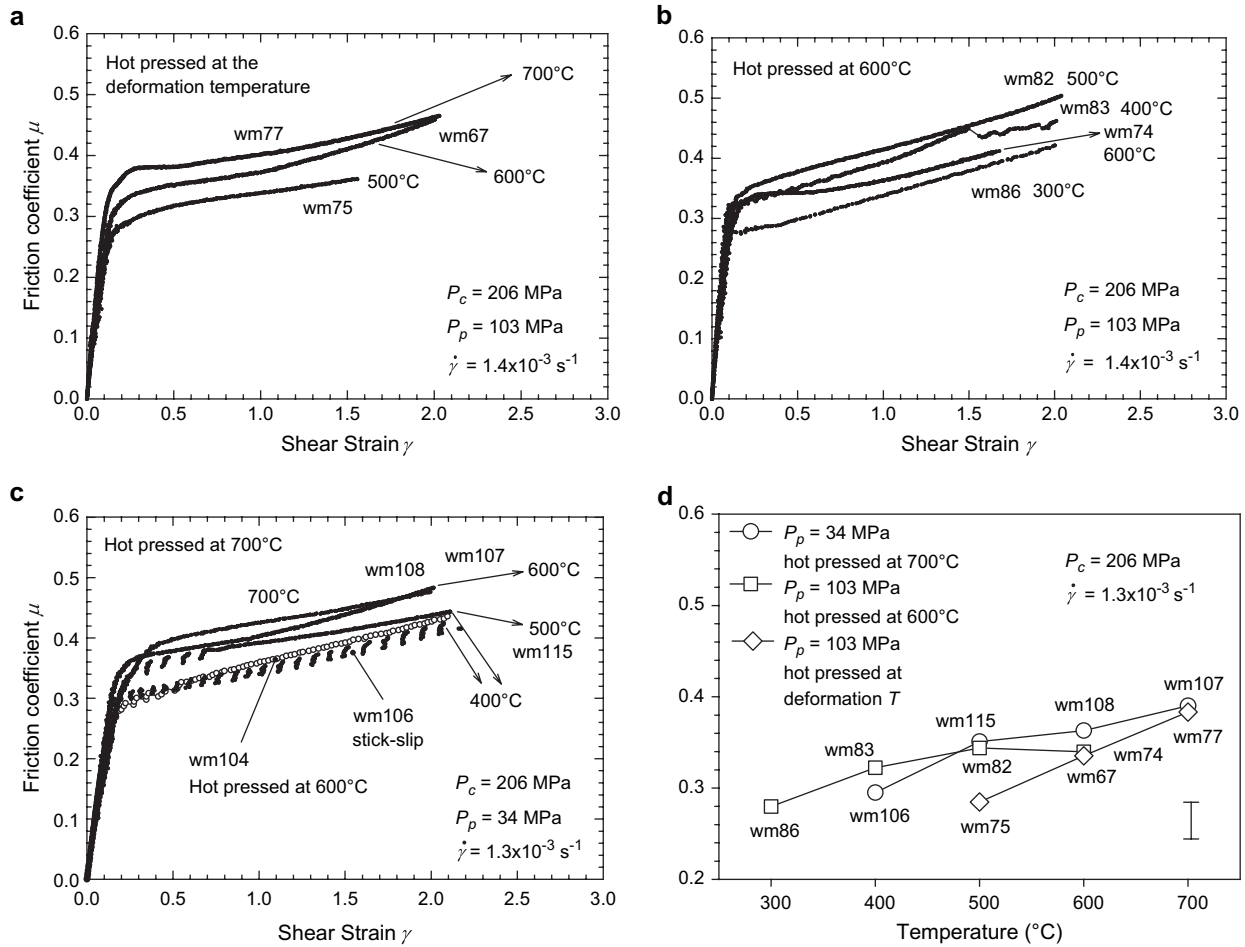 a
Hot pressed at the
deformation temperature
700°C
wm77
wm67
600°C
500°C
wm75
P_c = 206 MPa
P_p = 103 MPa
γ̇ = 1.4x10⁻³ s⁻¹
Friction coefficient μ
0.6
0.5
0.4
0.3
0.2
0.1
0.0
0.0 0.5 1.0 1.5 2.0 2.5 3.0
Shear Strain γ
b
Hot pressed at 600°C
wm82 500°C
wm83 400°C
wm74
600°C
wm86 300°C
P_c = 206 MPa
P_p = 103 MPa
γ̇ = 1.4x10⁻³ s⁻¹
0.6
0.5
0.4
0.3
0.2
0.1
0.0
0.0 0.5 1.0 1.5 2.0 2.5 3.0
Shear Strain γ
c
Hot pressed at 700°C
wm107
wm108
600°C
700°C
500°C
wm115
400°C
wm106
stick-slip
wm104
Hot pressed at 600°C
P_c = 206 MPa
P_p = 34 MPa
γ̇ = 1.3x10⁻³ s⁻¹
Friction coefficient μ
0.6
0.5
0.4
0.3
0.2
0.1
0.0
0.0 0.5 1.0 1.5 2.0 2.5 3.0
Shear Strain γ
d
P_p = 34 MPa
hot pressed at 700°C
P_p = 103 MPa
hot pressed at 600°C
P_p = 103 MPa
hot pressed at
deformation T
P_c = 206 MPa
γ̇ = 1.3x10⁻³ s⁻¹
wm107
wm108
wm115
wm83
wm77
wm74
wm82
wm67
wm86
wm106
wm75
0.6
0.5
0.4
0.3
0.2
300 400 500 600 700
Temperature (°C)